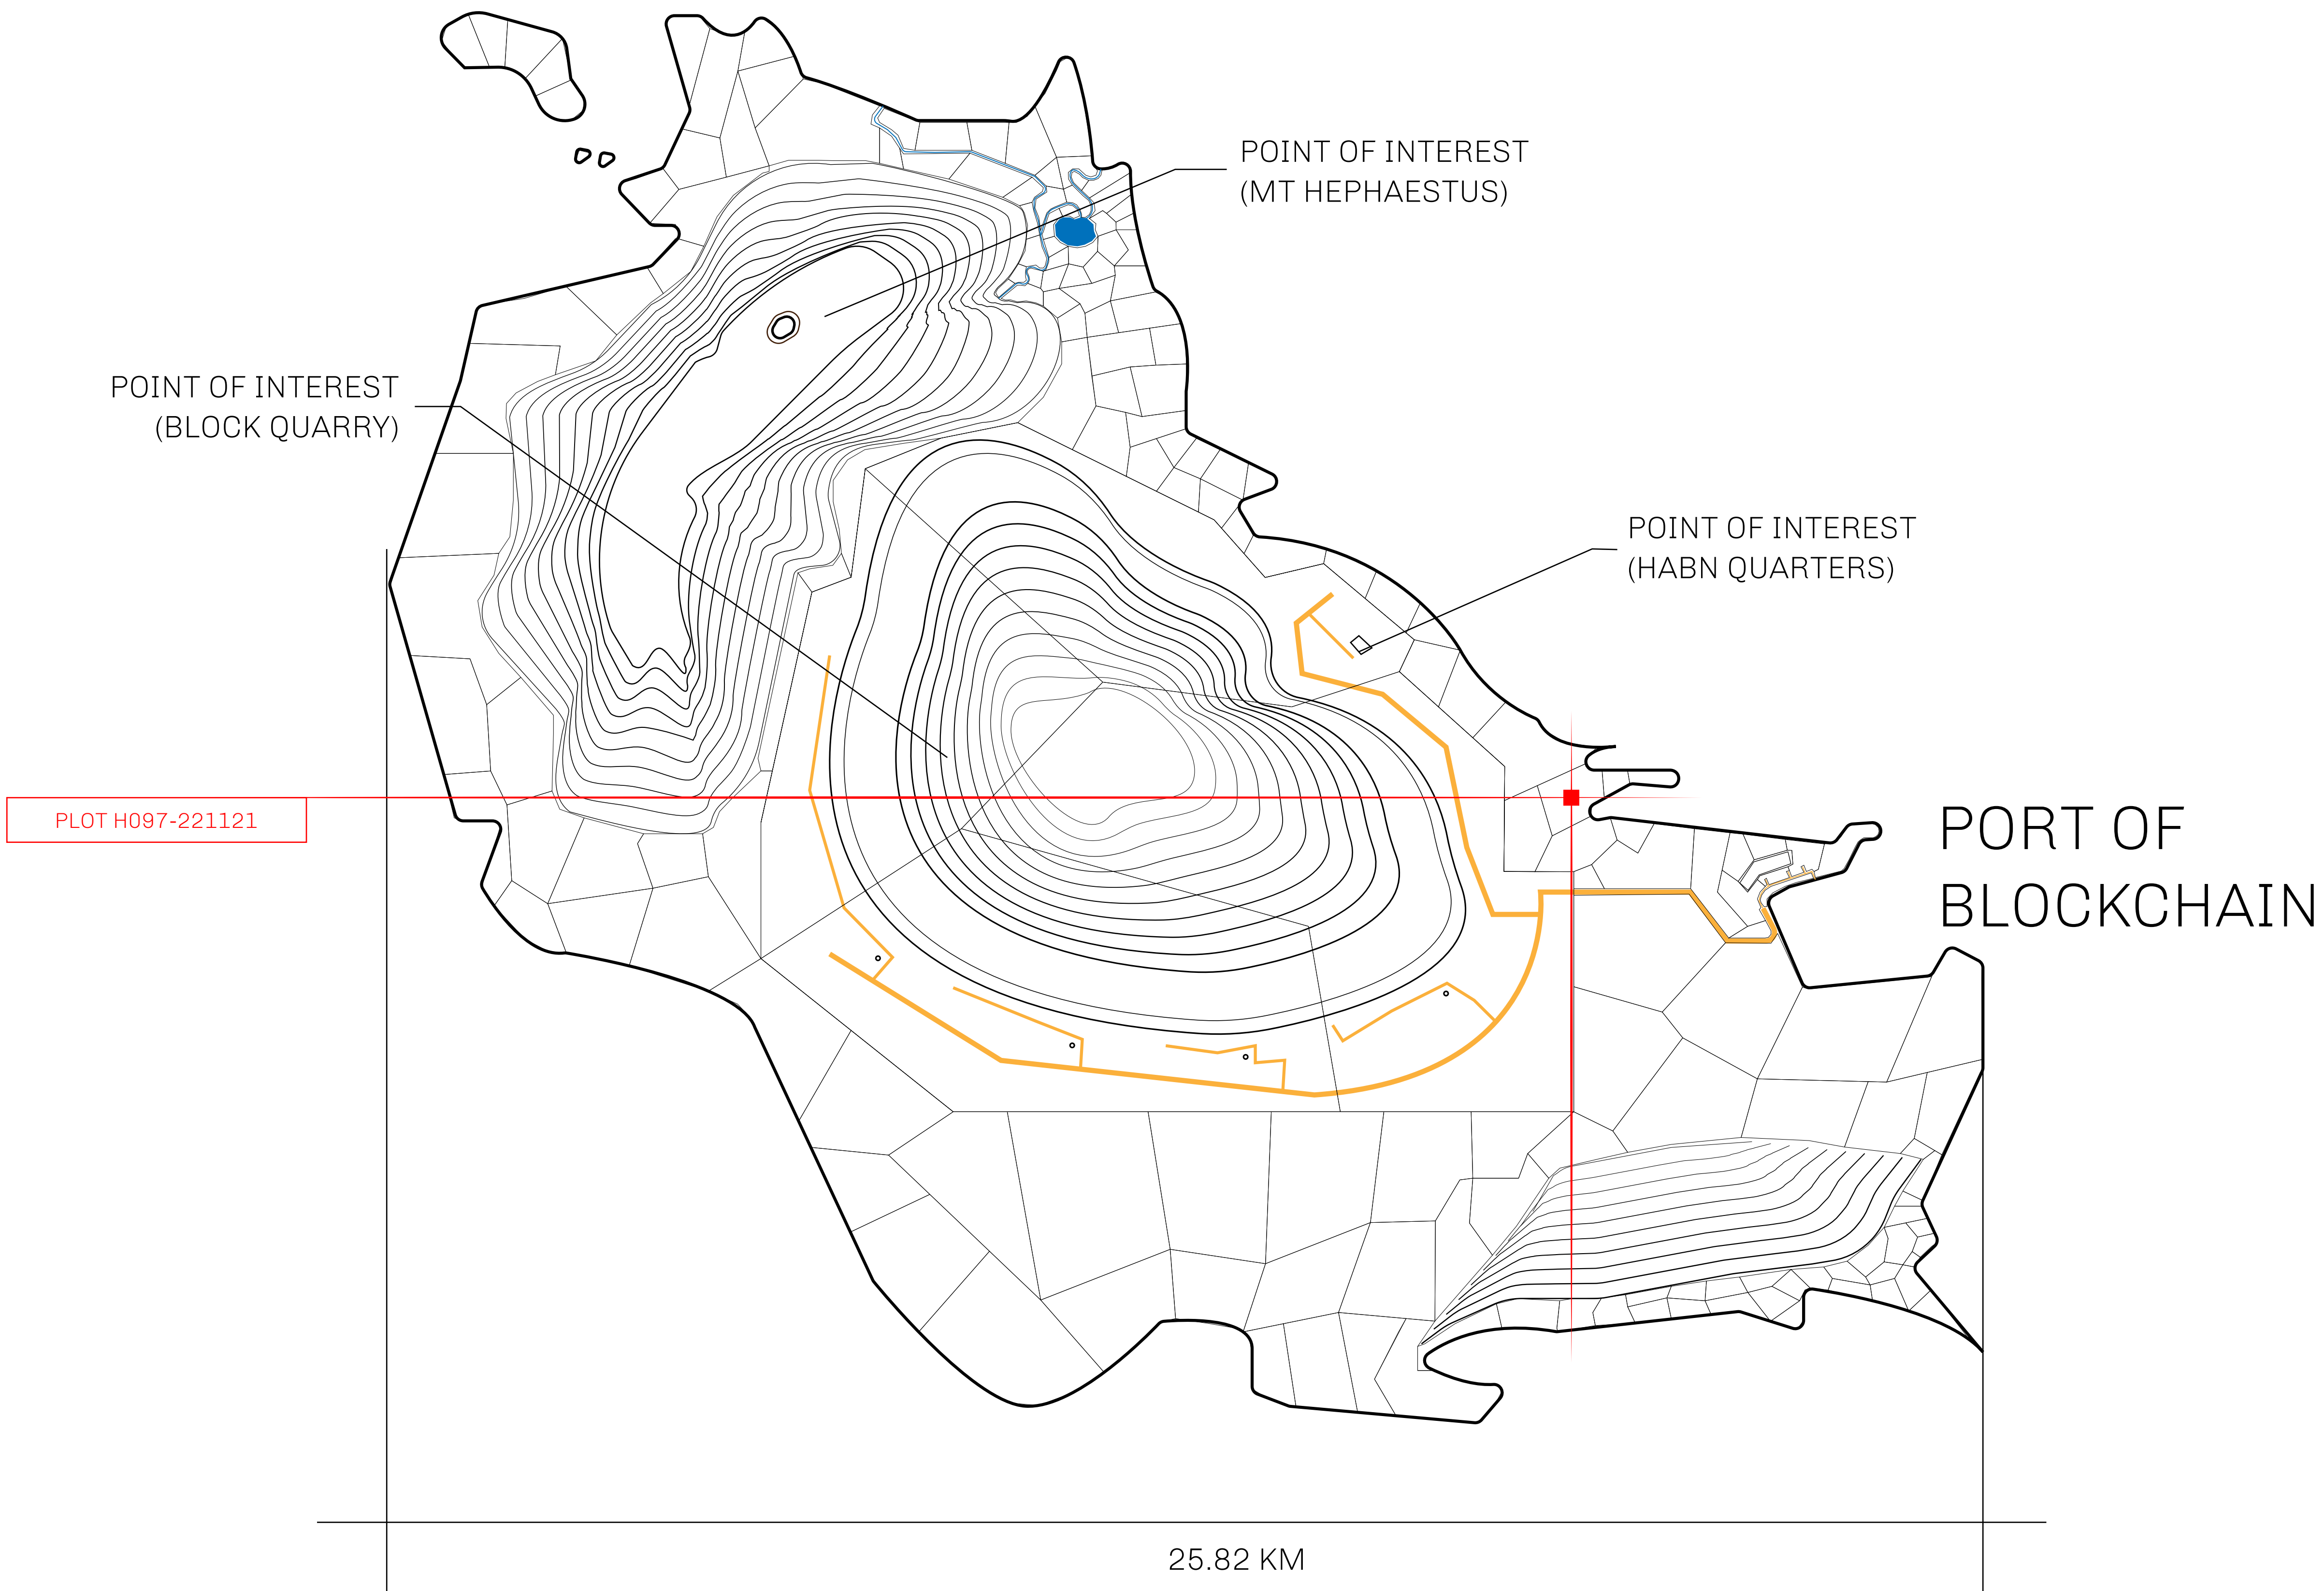 POINT OF INTEREST
(MT HEPHAESTUS)
POINT OF INTEREST
(BLOCK QUARRY)
POINT OF INTEREST
(HABN QUARTERS)
PLOT H097-221121
PORT OF
BLOCKCHAIN
25.82 KM